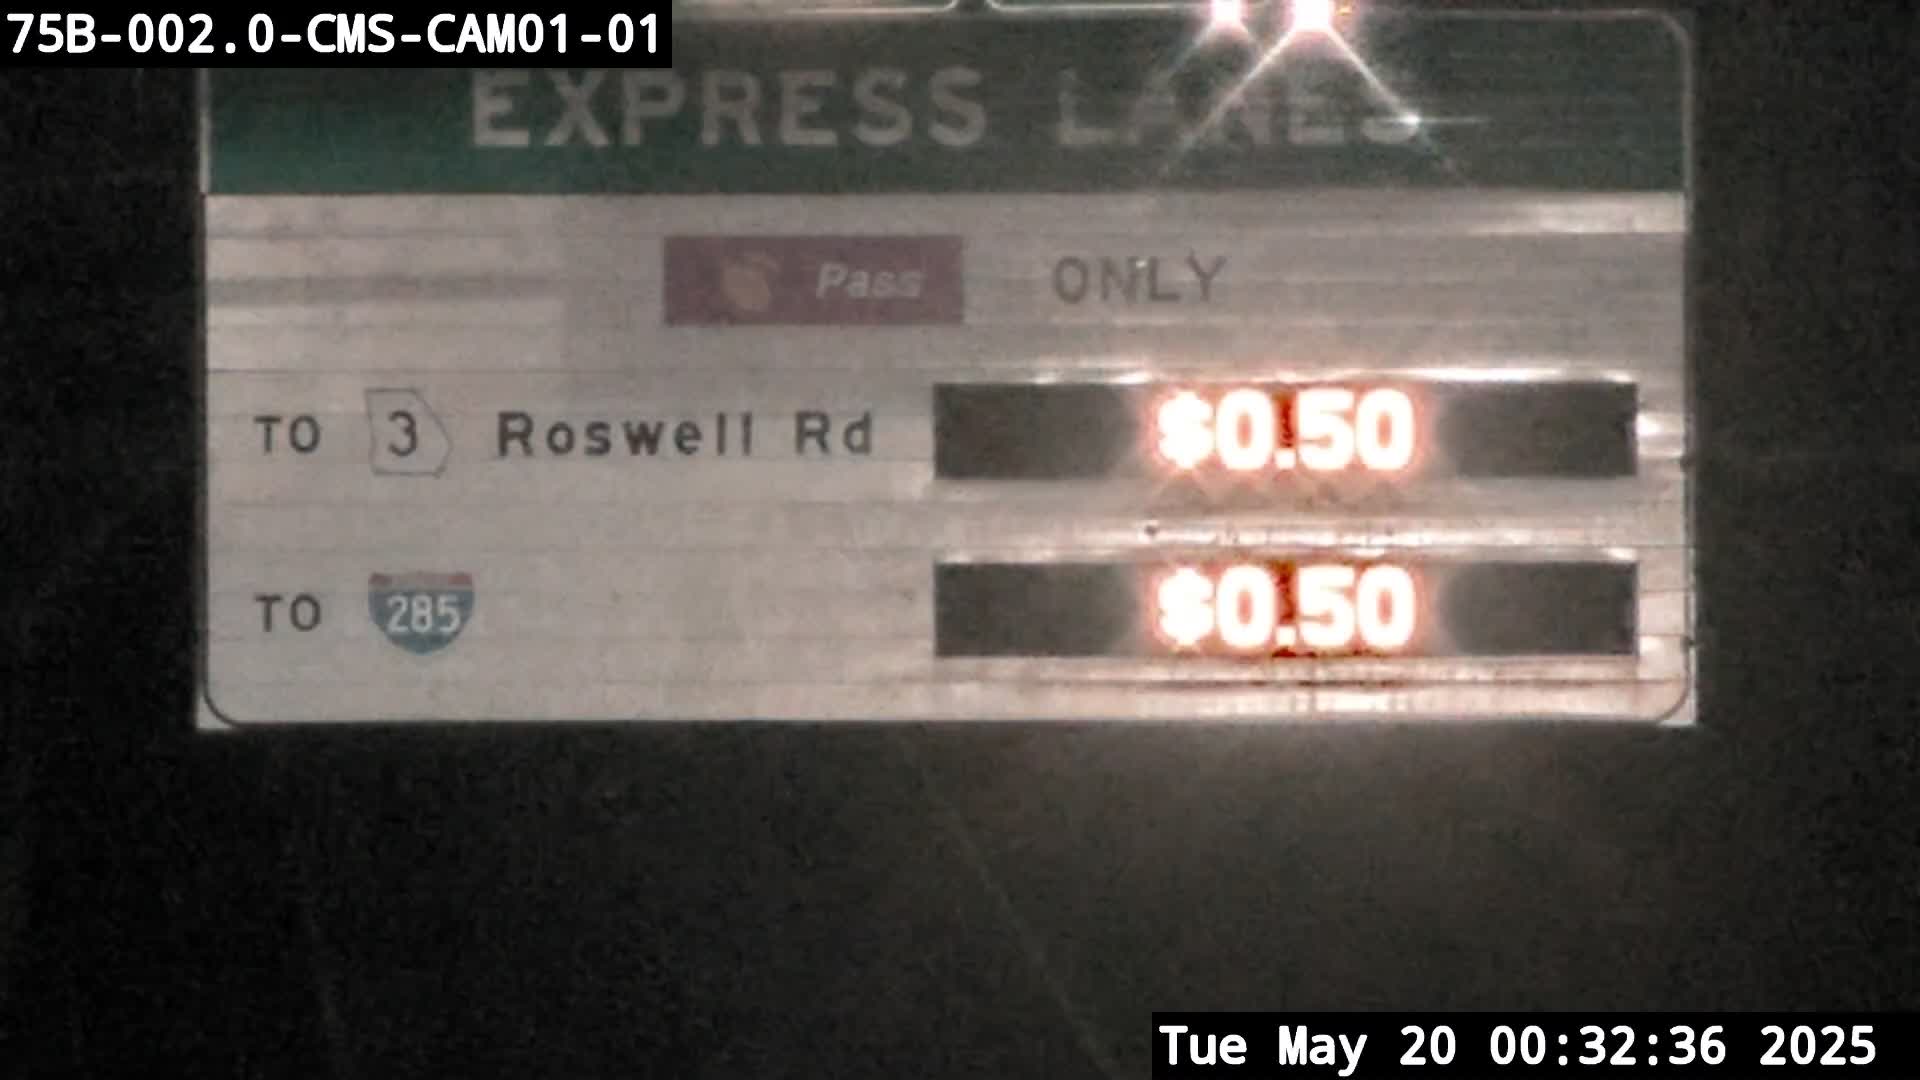 75B-002.0-CMS-CAM01-01
EXPRESS LANES
Pass ONLY
TO 3 Roswell Rd $0.50
TO 285 $0.50
Tue May 20 00:32:36 2025